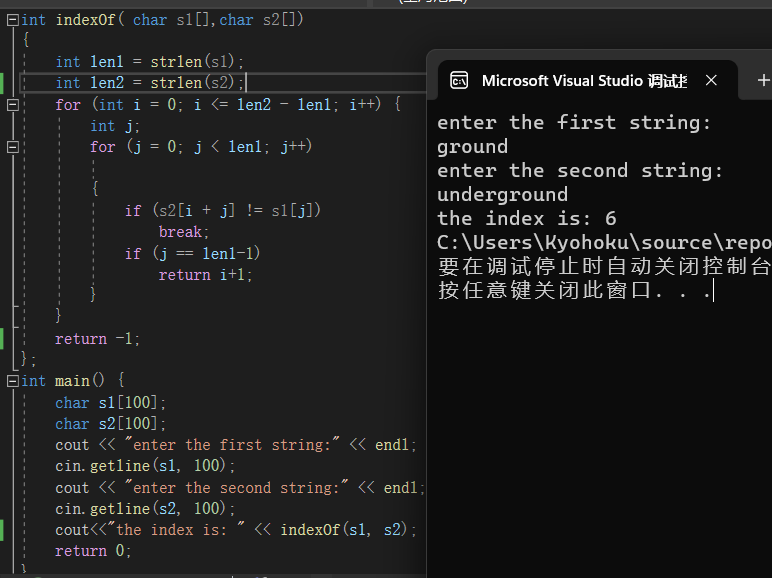 int indexOf( char s1[],char s2[])
{
int len1 = strlen(s1);
int len2 = strlen(s2);
for (int i = 0; i <= len2 - len1; i++) {
int j;
for (j = 0; j < len1; j++)
{
if (s2[i + j] != s1[j])
break;
if (j == len1-1)
return i+1;
}
}
return -1;
};
int main() {
char s1[100];
char s2[100];
cout << "enter the first string:" << endl;
cin.getline(s1, 100);
cout << "enter the second string:" << endl;
cin.getline(s2, 100);
cout<<"the index is: " << indexOf(s1, s2);
return 0;
}
Microsoft Visual Studio 调试
enter the first string:
ground
enter the second string:
underground
the index is: 6
C:\Users\Kyohoku\source\repo
要在调试停止时自动关闭控制台
按任意键关闭此窗口. . .